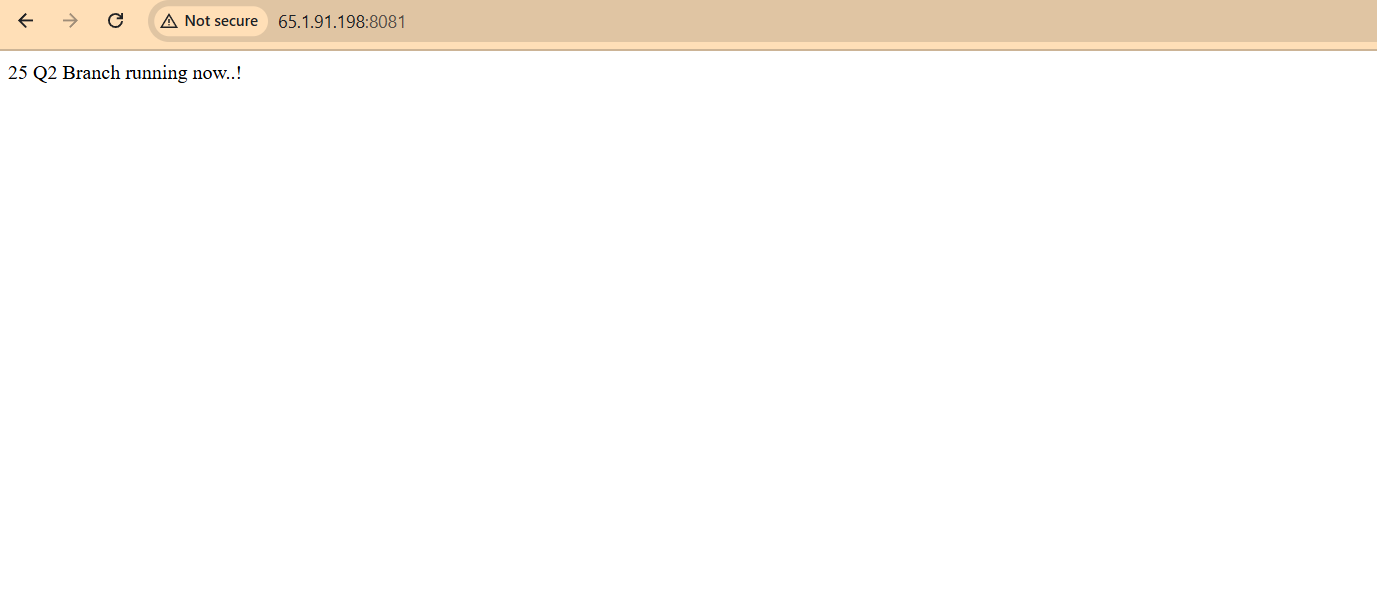 Not secure 65.1.91.198:8081
25 Q2 Branch running now..!